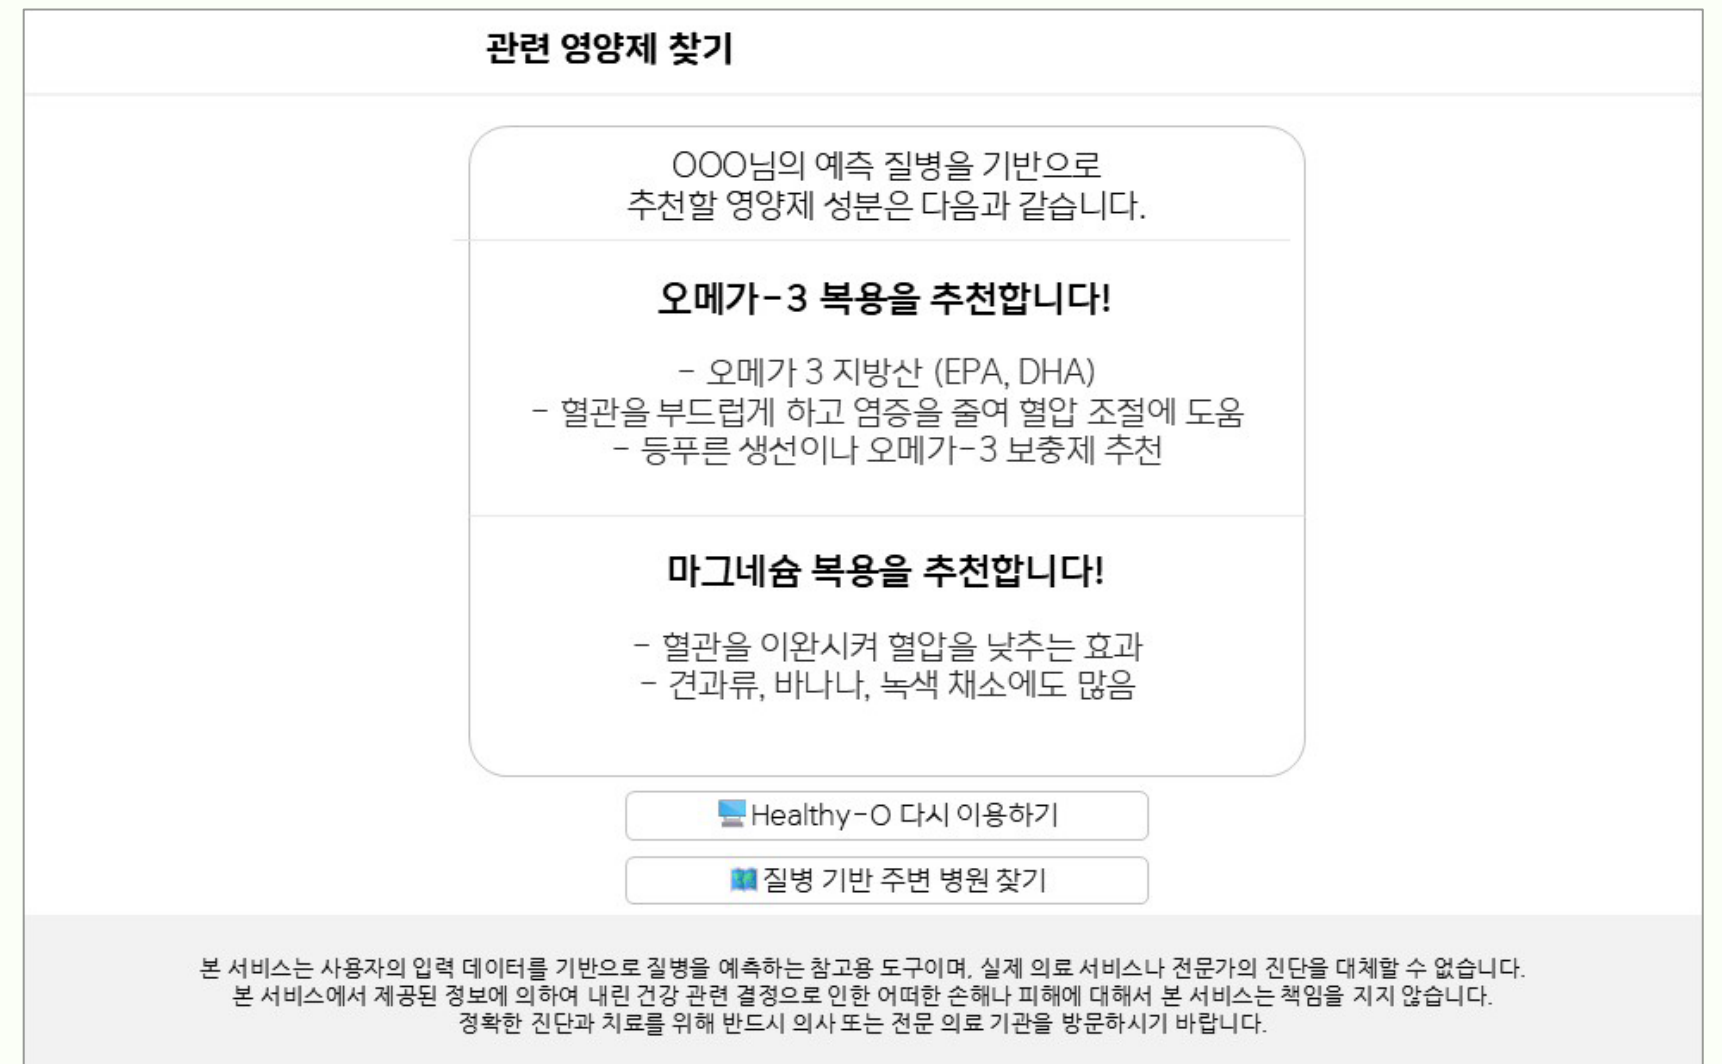 관련 영양제 찾기
OOO님의 예측 질병을 기반으로
추천할 영양제 성분은 다음과 같습니다.
오메가-3 복용을 추천합니다!
- 오메가 3 지방산 (EPA, DHA)
- 혈관을 부드럽게 하고 염증을 줄여 혈압 조절에 도움
- 등푸른 생선이나 오메가-3 보충제 추천
마그네슘 복용을 추천합니다!
- 혈관을 이완시켜 혈압을 낮추는 효과
- 견과류, 바나나, 녹색 채소에도 많음
Healthy-O 다시 이용하기
질병 기반 주변 병원 찾기
본 서비스는 사용자의 입력 데이터를 기반으로 질병을 예측하는 참고용 도구이며, 실제 의료 서비스나 전문가의 진단을 대체할 수 없습니다.
본 서비스에서 제공된 정보에 의하여 내린 건강 관련 결정으로 인한 어떠한 손해나 피해에 대해서 본 서비스는 책임을 지지 않습니다.
정확한 진단과 치료를 위해 반드시 의사 또는 전문 의료 기관을 방문하시기 바랍니다.